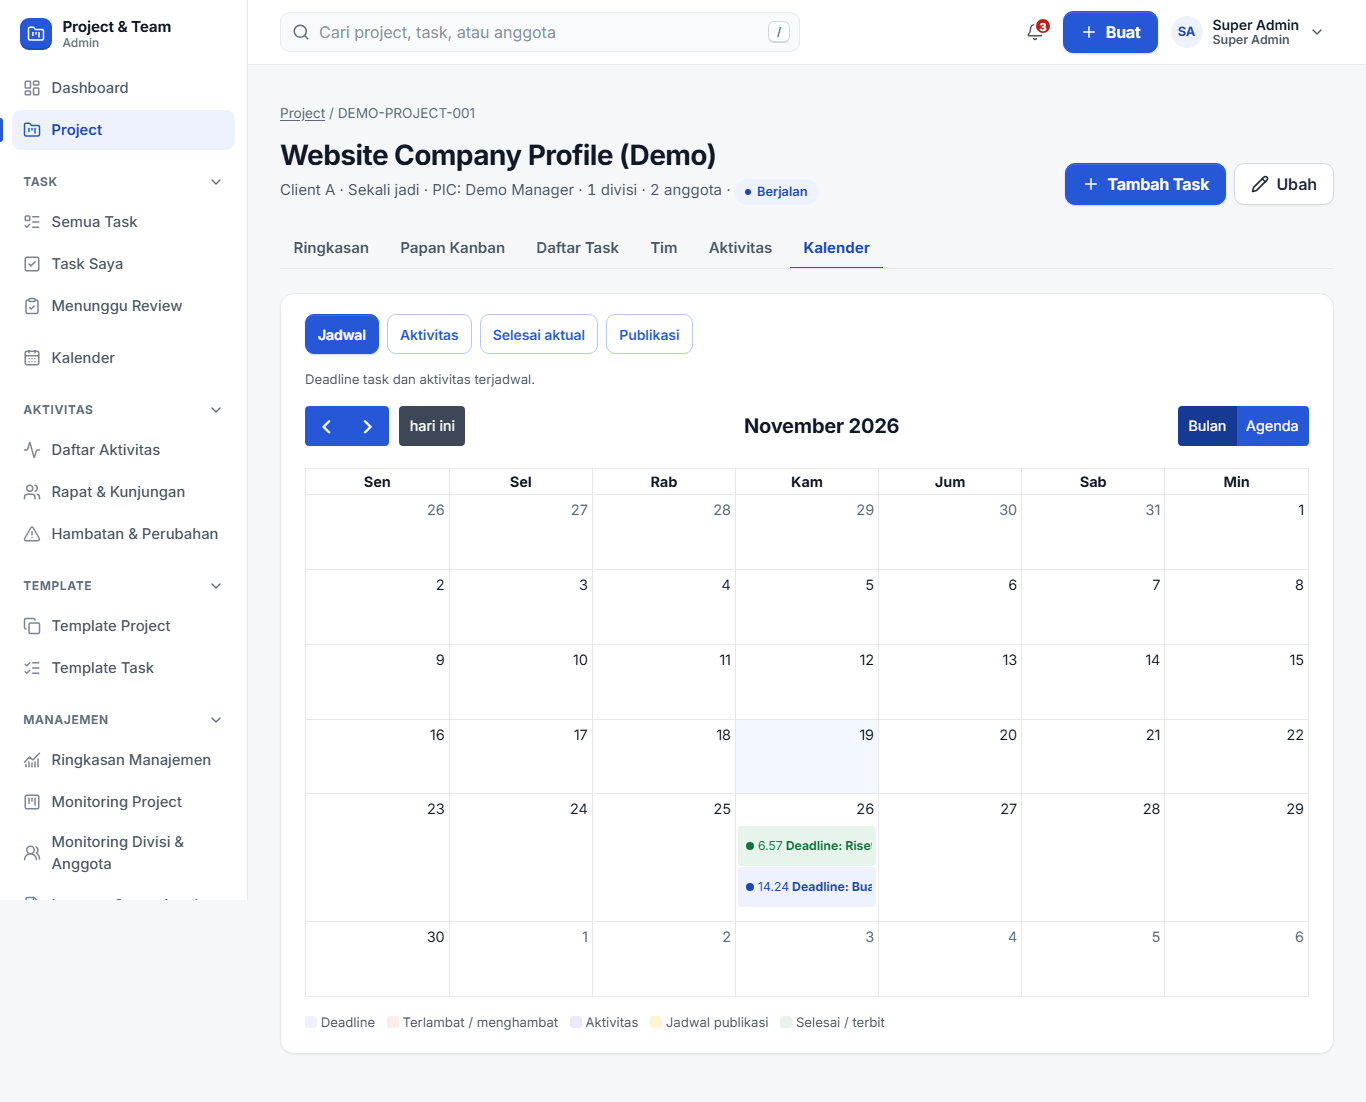 Project & Team
Admin
Cari project, task, atau anggota
/
3
Buat
SA
Super Admin
Super Admin
Dashboard
Project
TASK
Semua Task
Task Saya
Menunggu Review
Kalender
AKTIVITAS
Daftar Aktivitas
Rapat & Kunjungan
Hambatan & Perubahan
TEMPLATE
Template Project
Template Task
MANAJEMEN
Ringkasan Manajemen
Monitoring Project
Monitoring Divisi &
Anggota
Project / DEMO-PROJECT-001
Website Company Profile (Demo)
Client A · Sekali jadi · PIC: Demo Manager · 1 divisi · 2 anggota · Berjalan
Tambah Task
Ubah
Ringkasan Papan Kanban Daftar Task Tim Aktivitas Kalender
Jadwal Aktivitas Selesai aktual Publikasi
Deadline task dan aktivitas terjadwal.
hari ini
November 2026
Bulan Agenda
Sen Sel Rab Kam Jum Sab Min
26 27 28 29 30 31 1
2 3 4 5 6 7 8
9 10 11 12 13 14 15
16 17 18 19 20 21 22
23 24 25 26 27 28 29
6.57 Deadline: Rise
14.24 Deadline: Bua
30 1 2 3 4 5 6
Deadline Terlambat / menghambat Aktivitas Jadwal publikasi Selesai / terbit